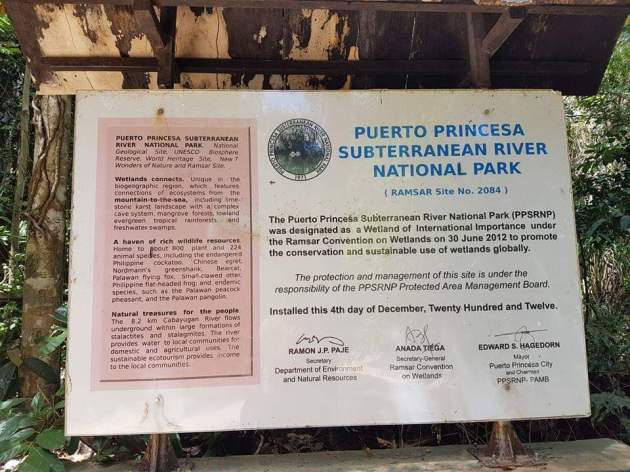 PUERTO PRINCESA SUBTERRANEAN
RIVER NATIONAL PARK. National
Geological Site, UNESCO Biosphere
Reserve, World Heritage Site, New 7
Wonders of Nature and Ramsar Site.
Wetlands connects. Unique in the
biogeographic region, which features
connections of ecosystems from the
mountain-to-the-sea, including lime-
stone karst landscape with a complex
cave system, mangrove forests, lowland
evergreen tropical rainforests and
freshwater swamps.
A haven of rich wildlife resources.
Home to about 800 plant and 224
animal species, including the endangered
Philippine cockatoo, Chinese egret,
Nordmann's greenshank, Bearcat,
Palawan flying fox, Small-clawed otter,
Philippine flat-headed frog; and endemic
species, such as the Palawan peacock
pheasant, and the Palawan pangolin.
Natural treasures for the people.
The 8.2 km Cabayugan River flows
underground within large formations of
stalactites and stalagmites. The river
provides water to local communities for
domestic and agricultural uses. The
sustainable ecotourism provides income
to the local communities.
PUERTO PRINCESA
SUBTERRANEAN RIVER
NATIONAL PARK
( RAMSAR Site No. 2084 )
The Puerto Princesa Subterranean River National Park (PPSRNP)
was designated as a Wetland of International Importance under
the Ramsar Convention on Wetlands on 30 June 2012 to promote
the conservation and sustainable use of wetlands globally.
The protection and management of this site is under the
responsibility of the PPSRNP Protected Area Management Board.
Installed this 4th day of December, Twenty Hundred and Twelve.
RAMON J.P. PAJE
Secretary
Department of Environment
and Natural Resources
ANADA TIEGA
Secretary-General
Ramsar Convention
on Wetlands
EDWARD S. HAGEDORN
Mayor
Puerto Princesa City
and Chairman
PPSRNP- PAMB